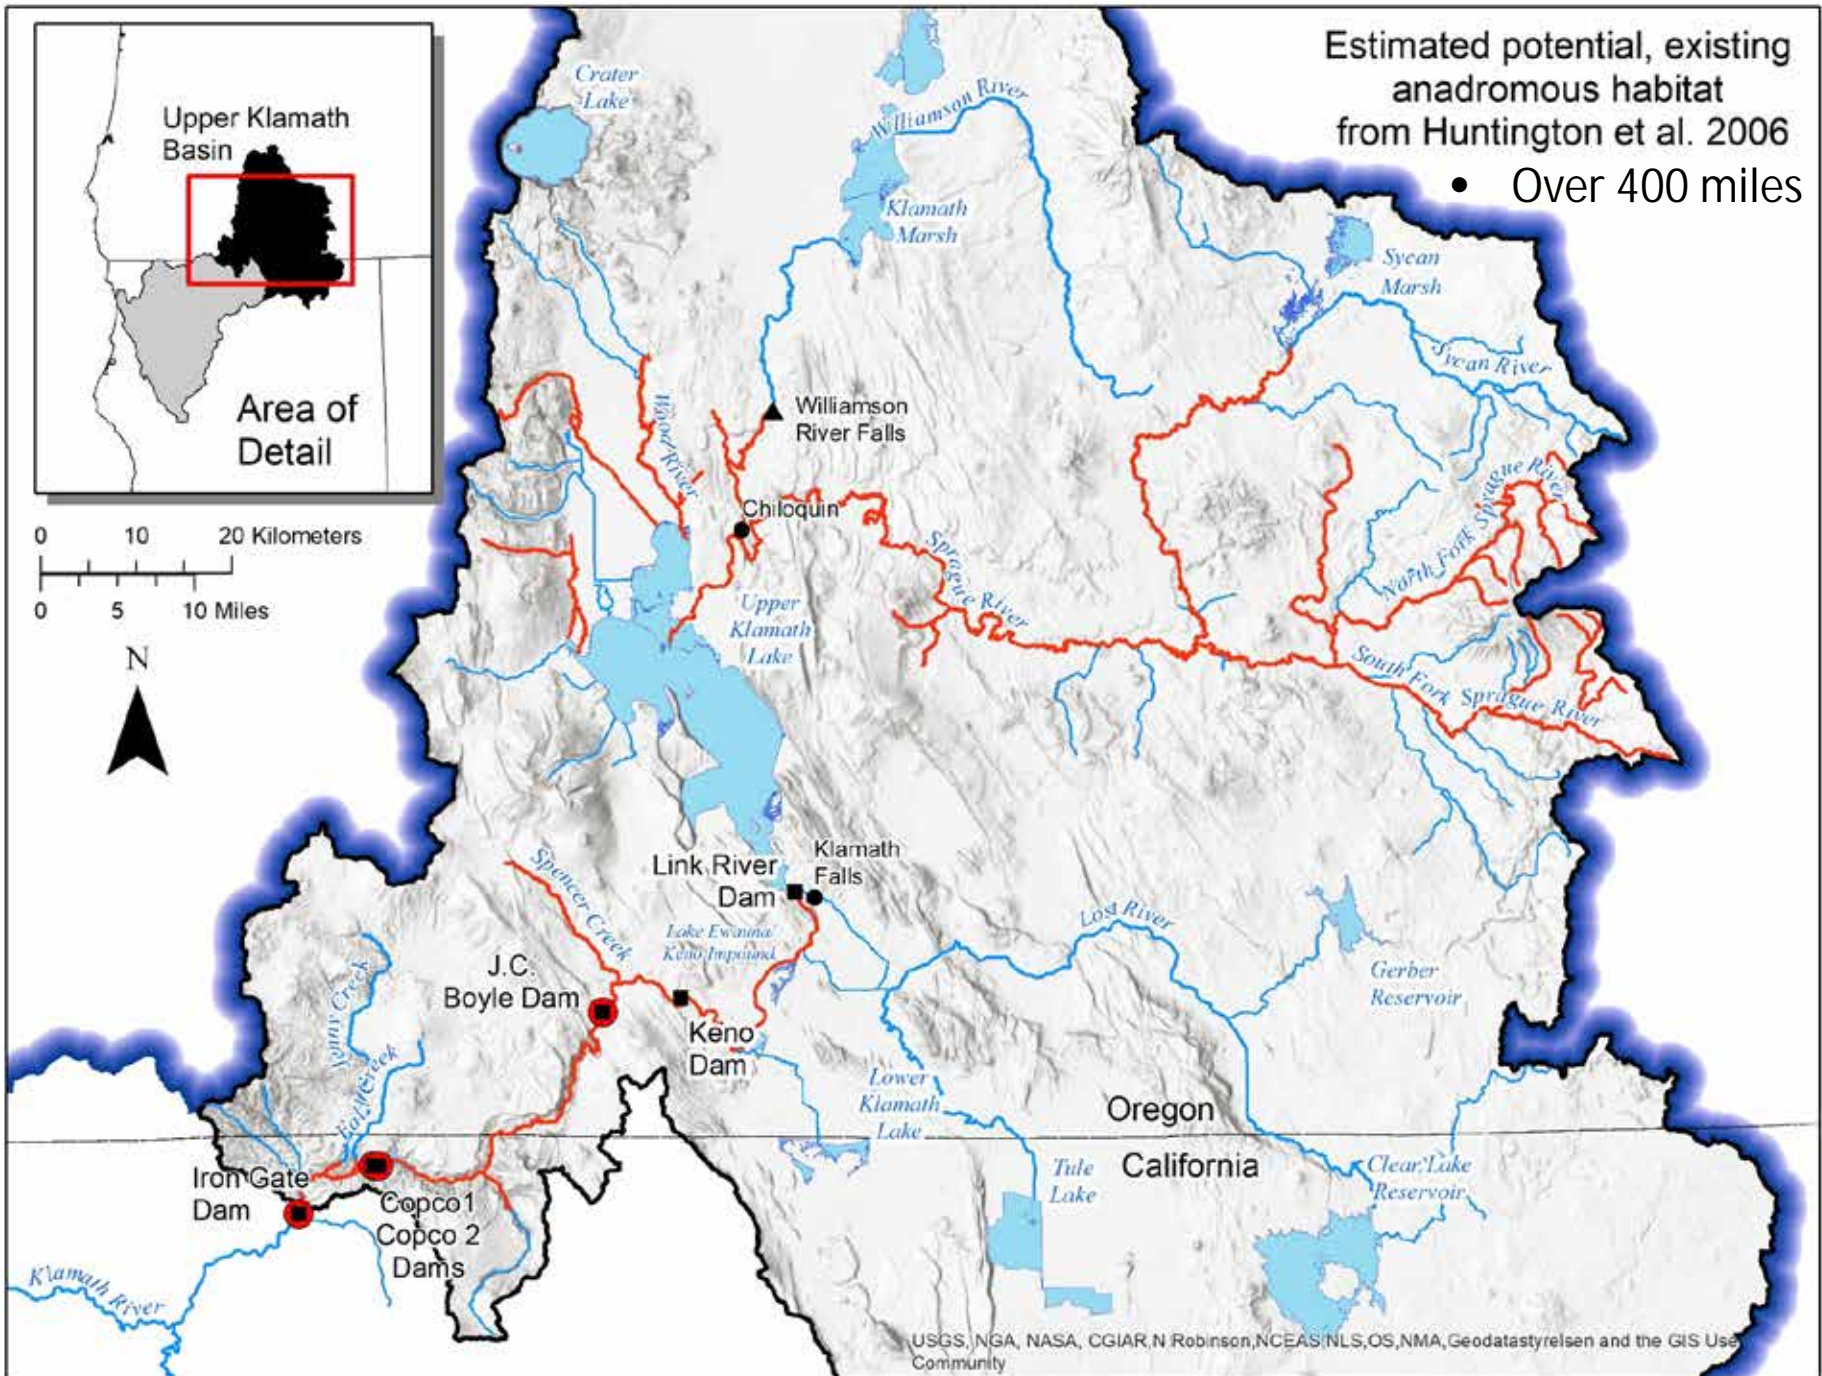 Estimated potential, existing
anadromous habitat
from Huntington et al. 2006
• Over 400 miles
Upper Klamath
Basin
Area of
Detail
0 10 20 Kilometers
0 5 10 Miles
N
Crater
Lake
Williamson River
Klamath
Marsh
Sycan
Marsh
Sycan River
Williamson
River Falls
Wood River
Chiloquin
Sprague River
North Fork Sprague River
South Fork Sprague River
Upper
Klamath
Lake
Link River
Dam
Klamath
Falls
Lake Ewauna/
Keno Impound
Spencer Creek
J.C.
Boyle Dam
Keno
Dam
Lost River
Gerber
Reservoir
Jenny Creek
Fall Creek
Lower
Klamath
Lake
Oregon
California
Tule
Lake
Clear Lake
Reservoir
Iron Gate
Dam
Copco1
Copco 2
Dams
Klamath River
USGS, NGA, NASA, CGIAR,N Robinson,NCEAS,NLS,OS,NMA,Geodatastyrelsen and the GIS Use
Community